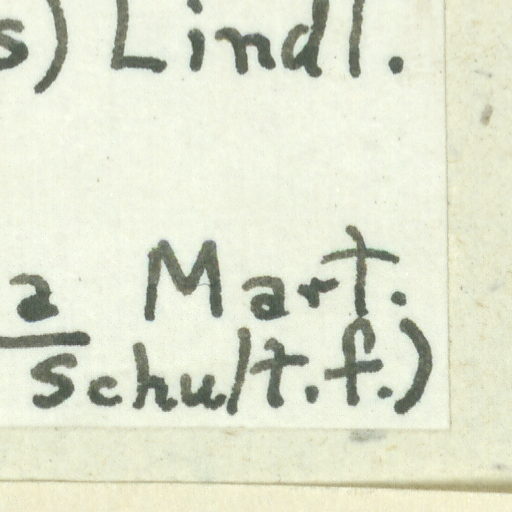 s) Lindl.
a Mart.
Schult.f.)